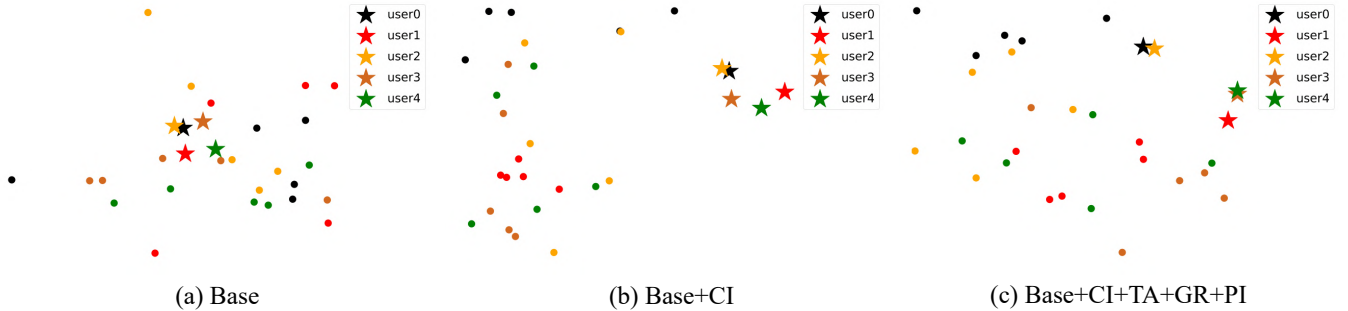 user0
user1
user2
user3
user4
user0
user1
user2
user3
user4
user0
user1
user2
user3
user4
(a) Base
(b) Base+CI
(c) Base+CI+TA+GR+PI